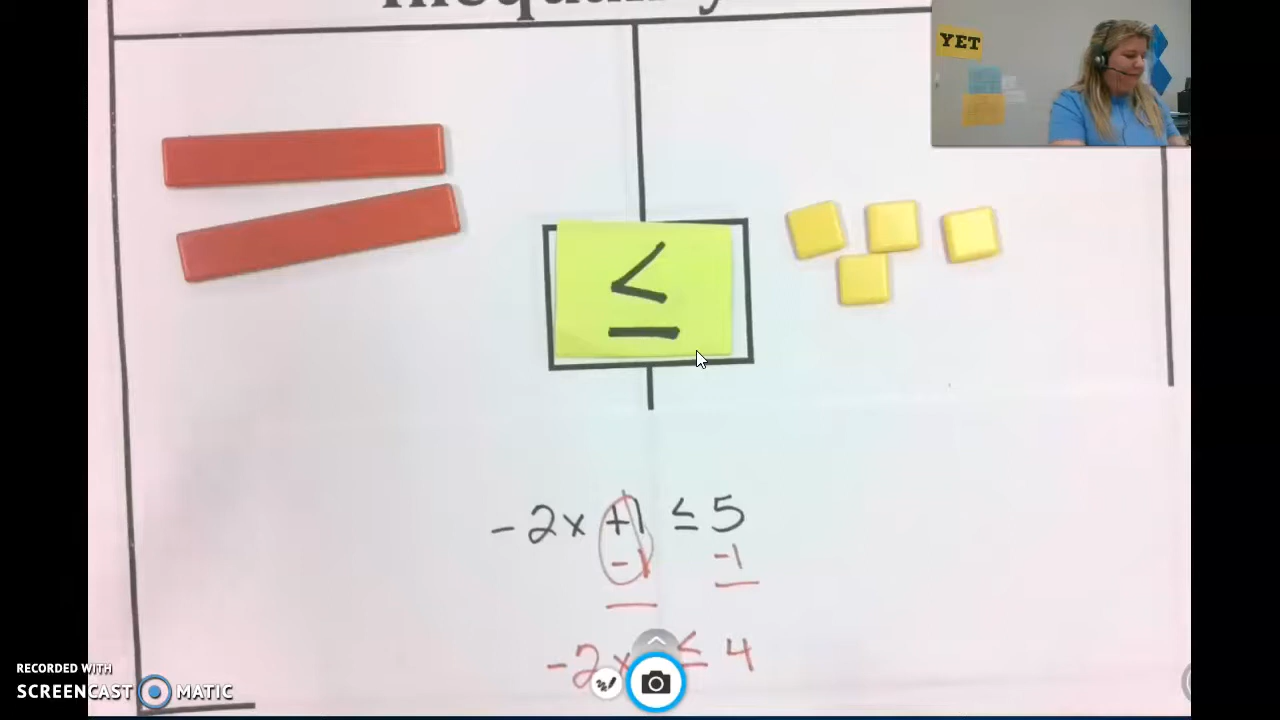 YET
≤
-2x +1 ≤ 5
-1 -1
-2x ≤ 4
RECORDED WITH
SCREENCAST MATIC